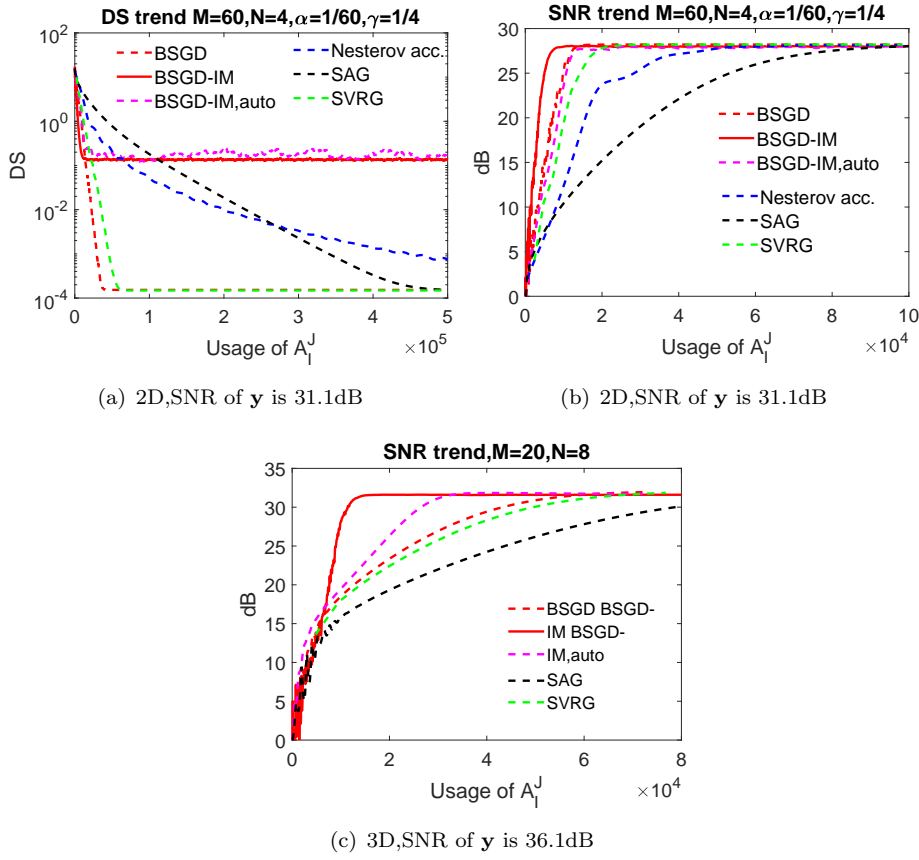 DS trend M=60,N=4,α=1/60,γ=1/4
DS
10^2
10^0
10^-2
10^-4
BSGD
BSGD-IM
BSGD-IM,auto
Nesterov acc.
SAG
SVRG
0 1 2 3 4 5
Usage of A_I^J
×10^5
(a) 2D,SNR of y is 31.1dB
SNR trend M=60,N=4,α=1/60,γ=1/4
dB
30
25
20
15
10
5
0
BSGD
BSGD-IM
BSGD-IM,auto
Nesterov acc.
SAG
SVRG
0 2 4 6 8 10
Usage of A_I^J
×10^4
(b) 2D,SNR of y is 31.1dB
SNR trend,M=20,N=8
dB
35
30
25
20
15
10
5
0
BSGD BSGD-
IM BSGD-
IM,auto
SAG
SVRG
0 2 4 6 8
Usage of A_I^J
×10^4
(c) 3D,SNR of y is 36.1dB